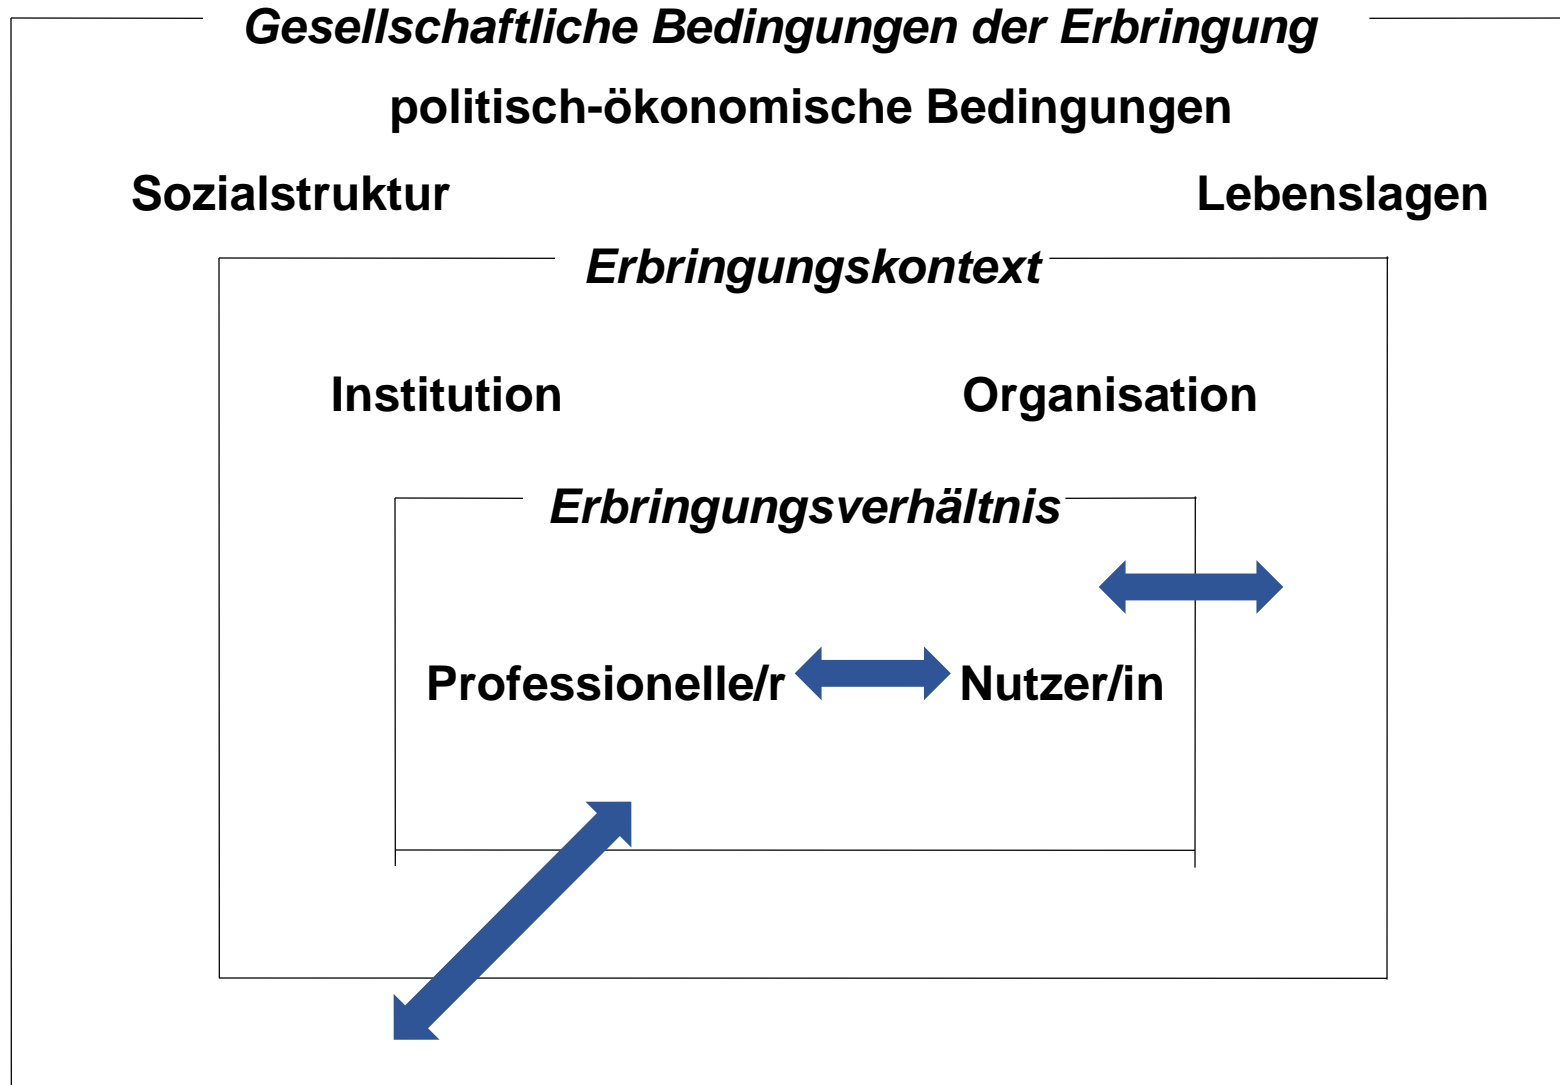 Gesellschaftliche Bedingungen der Erbringung
politisch-ökonomische Bedingungen
Sozialstruktur
Lebenslagen
Erbringungskontext
Institution
Organisation
Erbringungsverhältnis
Professionelle/r
Nutzer/in